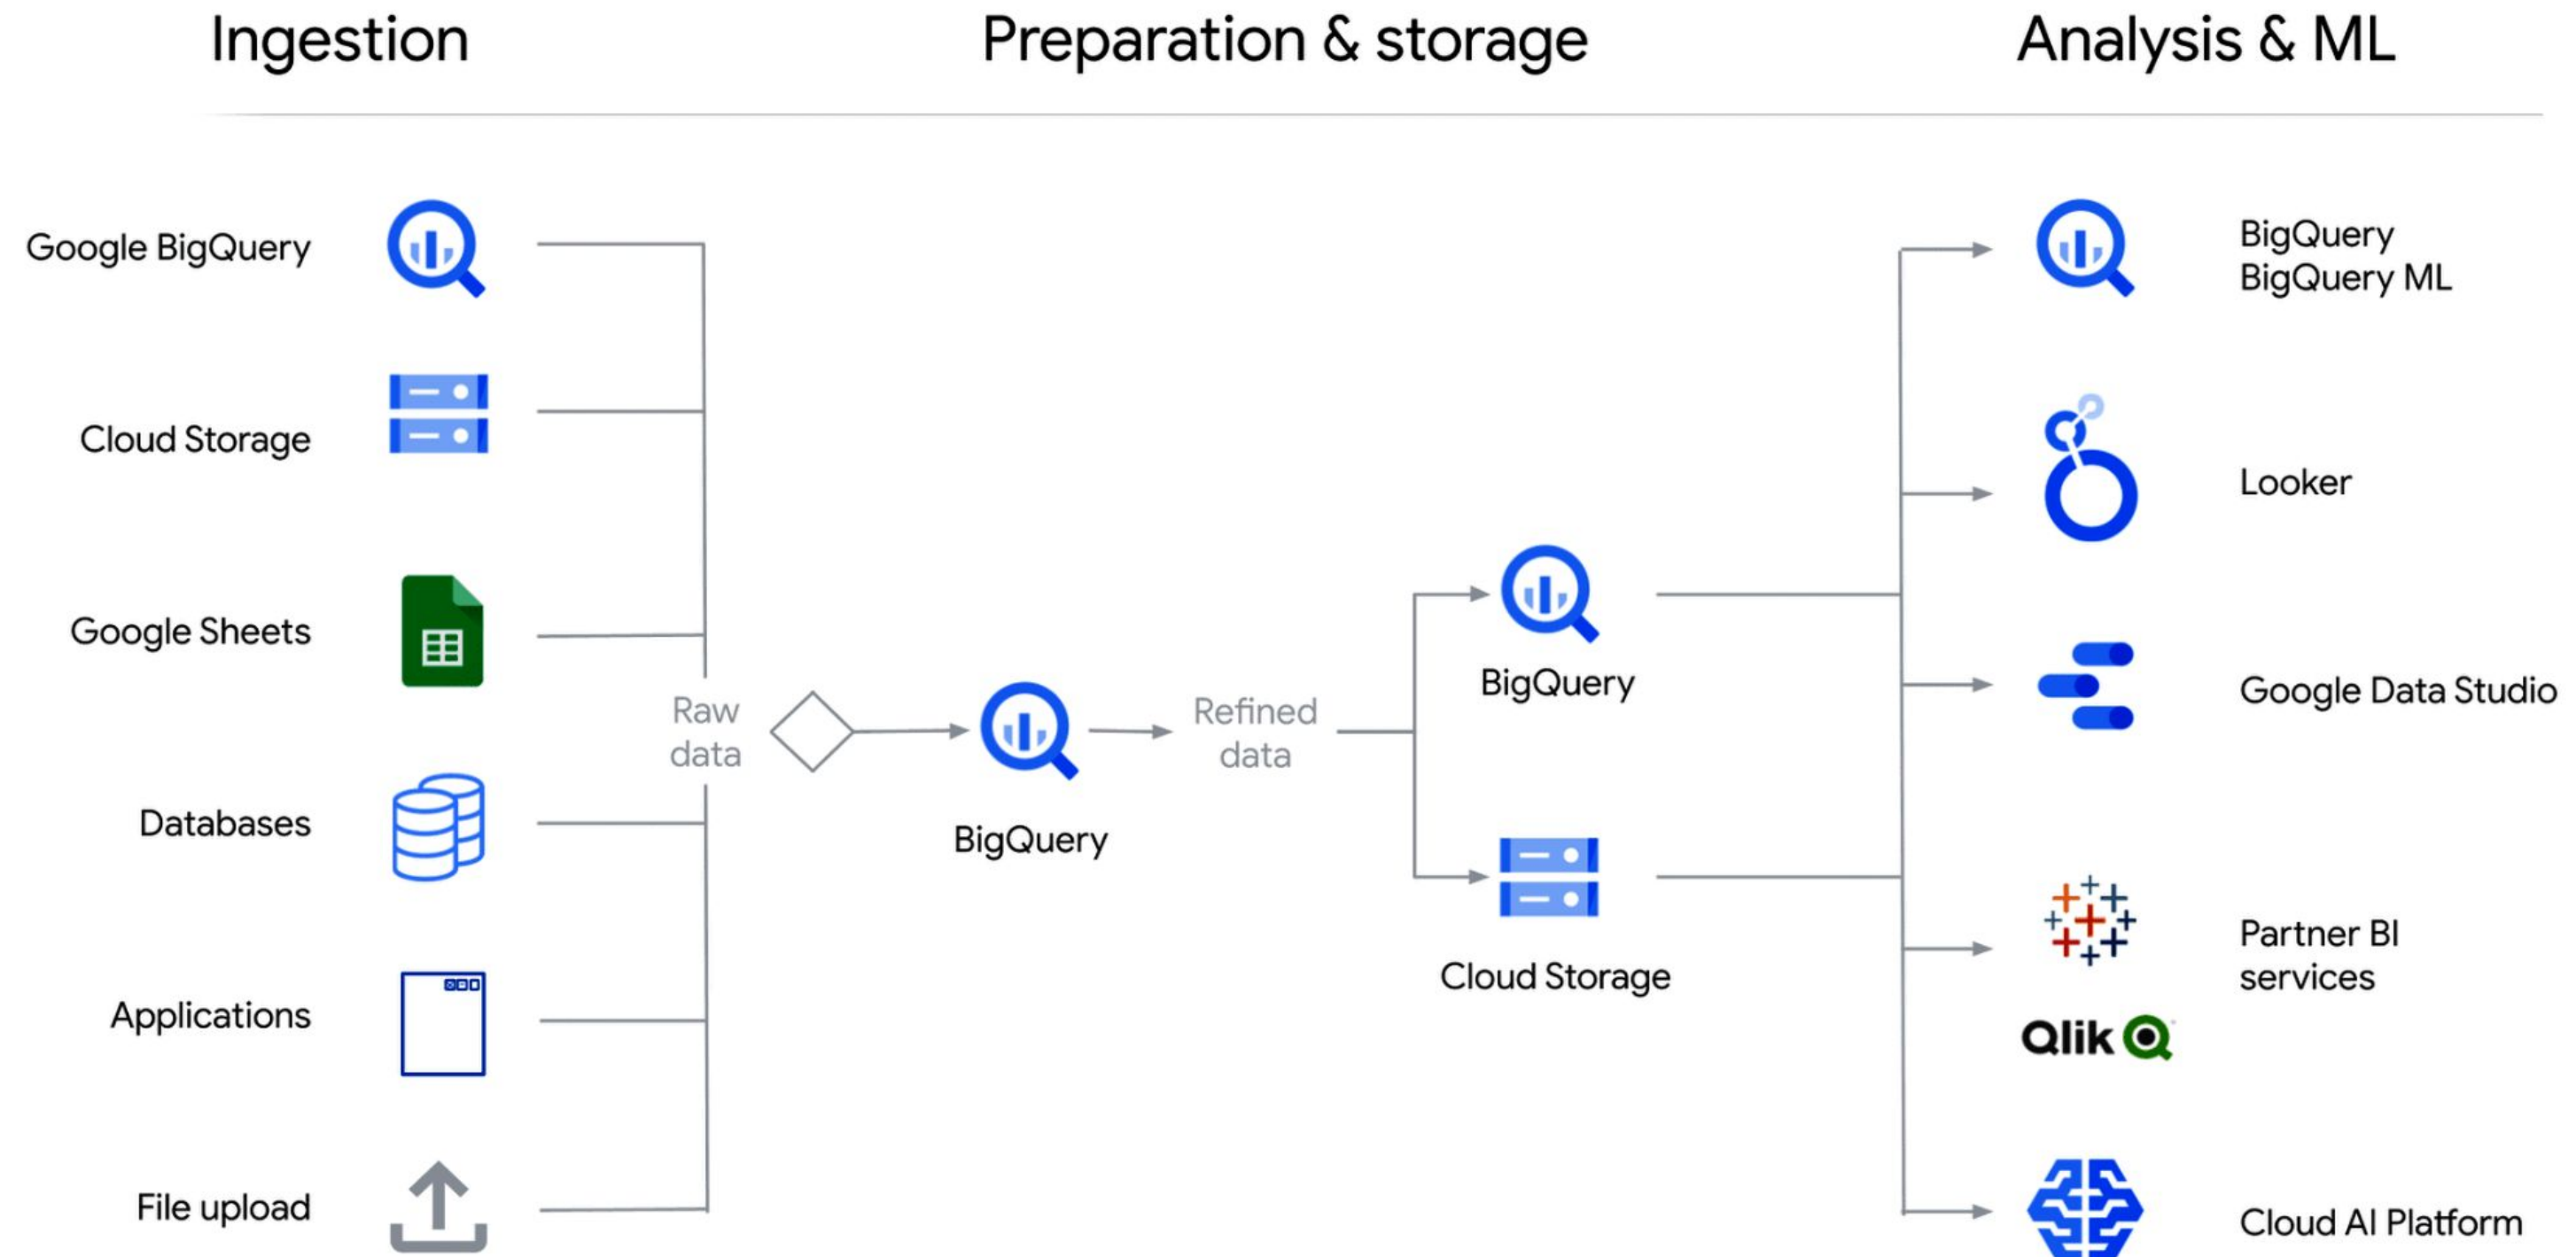 Ingestion
Preparation & storage
Analysis & ML
Google BigQuery
Cloud Storage
Google Sheets
Databases
Applications
File upload
Raw
data
BigQuery
Refined
data
BigQuery
Cloud Storage
BigQuery
BigQuery ML
Looker
Google Data Studio
Partner BI
services
Qlik
Cloud AI Platform